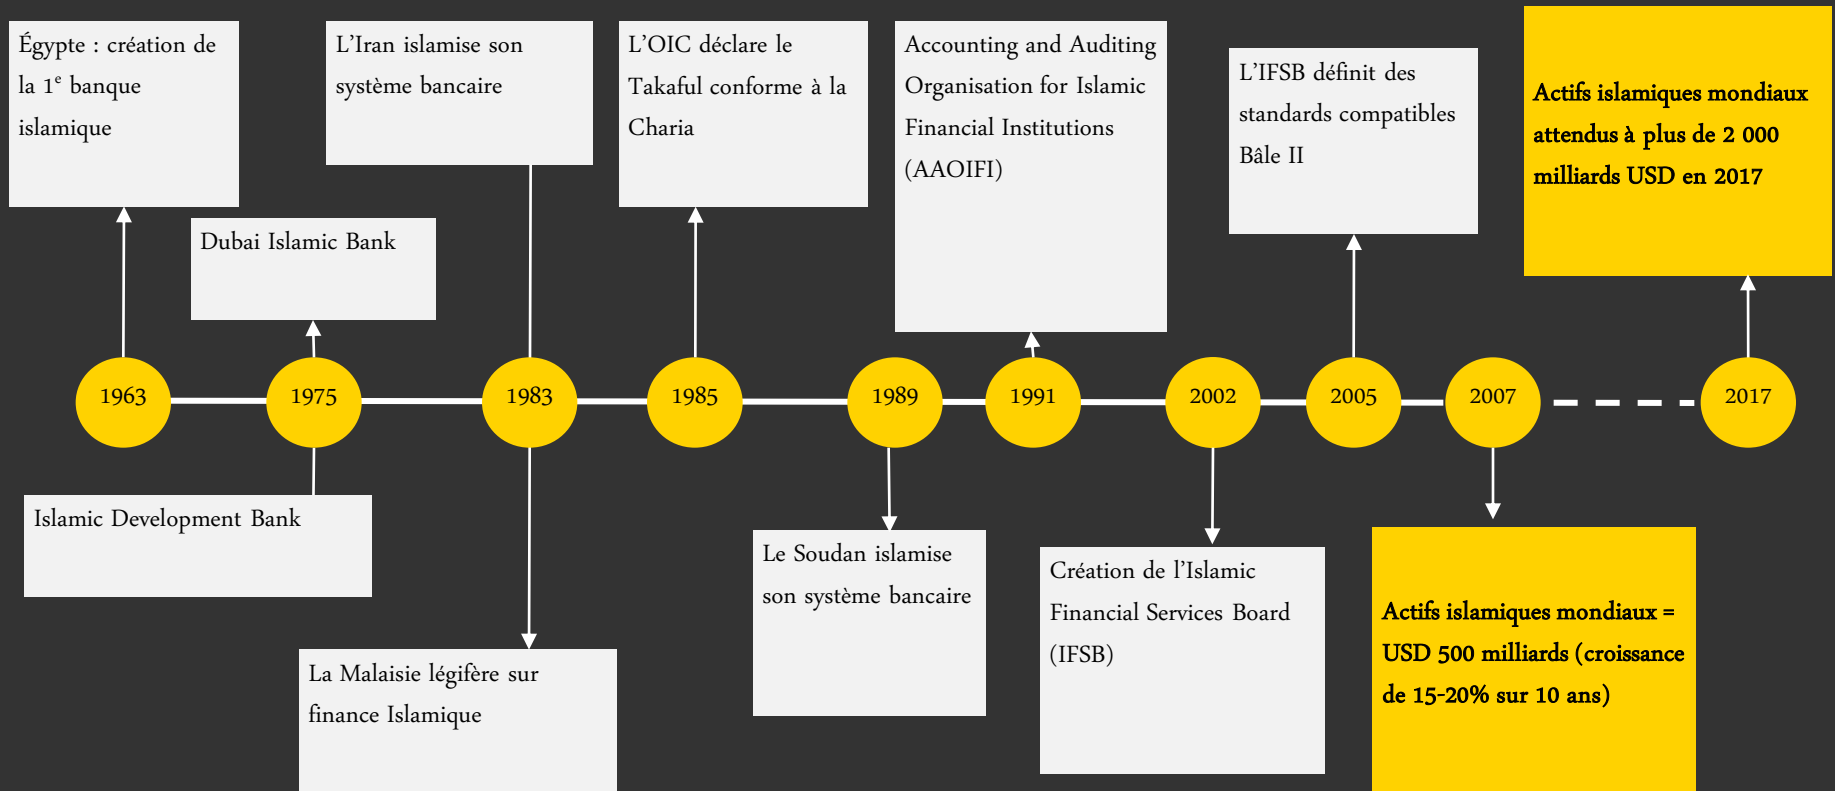 Égypte : création de
la 1e banque
islamique
L’Iran islamise son
système bancaire
L’OIC déclare le
Takaful conforme à la
Charia
Accounting and Auditing
Organisation for Islamic
Financial Institutions
(AAOIFI)
L’IFSB définit des
standards compatibles
Bâle II
Actifs islamiques mondiaux
attendus à plus de 2 000
milliards USD en 2017
Dubai Islamic Bank
1963
1975
1983
1985
1989
1991
2002
2005
2007
2017
Islamic Development Bank
La Malaisie légifère sur
finance Islamique
Le Soudan islamise
son système bancaire
Création de l’Islamic
Financial Services Board
(IFSB)
Actifs islamiques mondiaux =
USD 500 milliards (croissance
de 15-20% sur 10 ans)